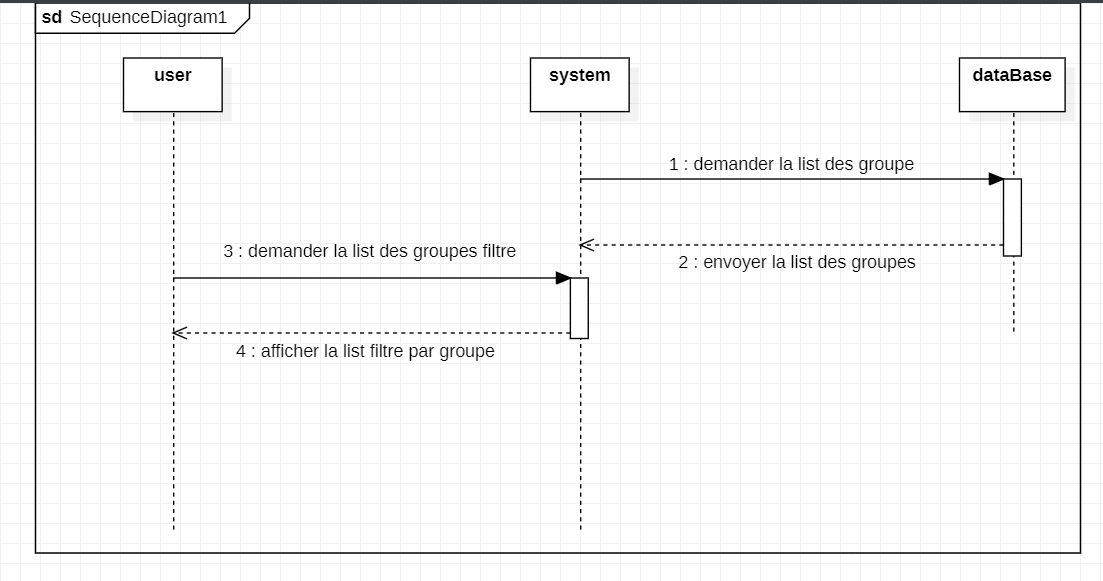 sd SequenceDiagram1
user
system
dataBase
1 : demander la list des groupe
2 : envoyer la list des groupes
3 : demander la list des groupes filtre
4 : afficher la list filtre par groupe